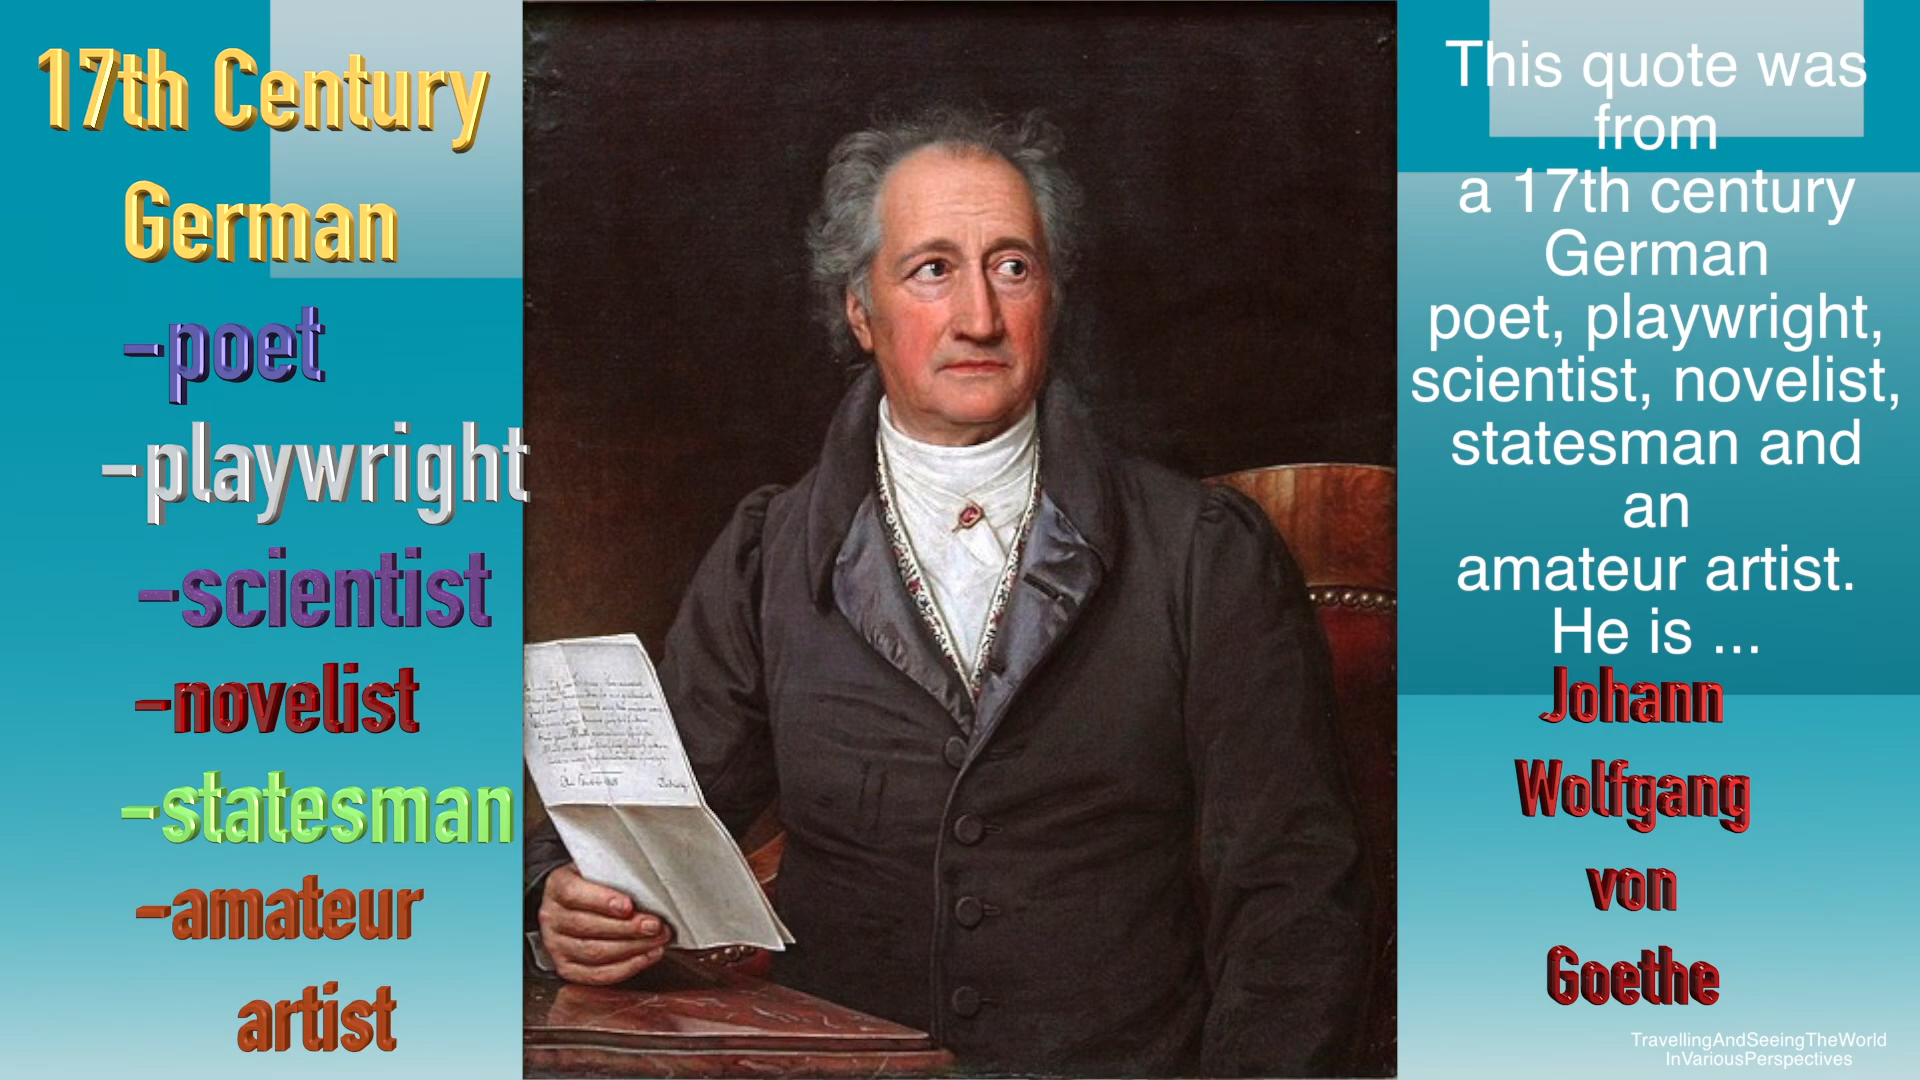 17th Century
German
-poet
-playwright
-scientist
-novelist
-statesman
-amateur
artist
This quote was
from
a 17th century
German
poet, playwright,
scientist, novelist,
statesman and
an
amateur artist.
He is ...
Johann
Wolfgang
von
Goethe
TravellingAndSeeingTheWorld
InVariousPerspectives